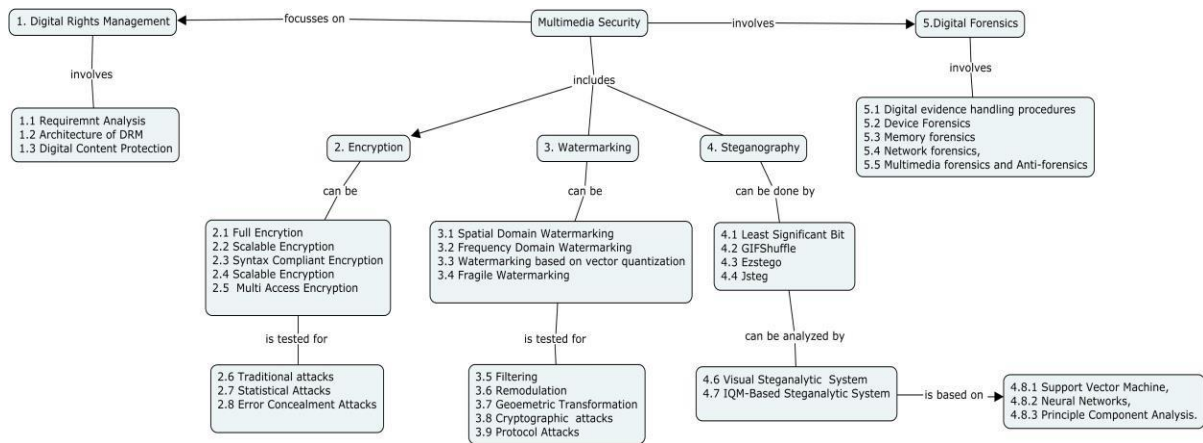 1. Digital Rights Management
focusses on
Multimedia Security
involves
5.Digital Forensics
involves
includes
involves
1.1 Requiremnt Analysis
1.2 Architecture of DRM
1.3 Digital Content Protection
5.1 Digital evidence handling procedures
5.2 Device Forensics
5.3 Memory forensics
5.4 Network forensics,
5.5 Multimedia forensics and Anti-forensics
2. Encryption
3. Watermarking
4. Steganography
can be
can be
can be done by
2.1 Full Encrytion
2.2 Scalable Encryption
2.3 Syntax Compliant Encryption
2.4 Scalable Encryption
2.5 Multi Access Encryption
3.1 Spatial Domain Watermarking
3.2 Frequency Domain Watermarking
3.3 Watermarking based on vector quantization
3.4 Fragile Watermarking
4.1 Least Significant Bit
4.2 GIFShuffle
4.3 Ezstego
4.4 Jsteg
is tested for
is tested for
can be analyzed by
2.6 Traditional attacks
2.7 Statistical Attacks
2.8 Error Concealment Attacks
3.5 Filtering
3.6 Remodulation
3.7 Geoemetric Transformation
3.8 Cryptographic attacks
3.9 Protocol Attacks
4.6 Visual Steganalytic System
4.7 IQM-Based Steganalytic System
is based on
4.8.1 Support Vector Machine,
4.8.2 Neural Networks,
4.8.3 Principle Component Analysis.